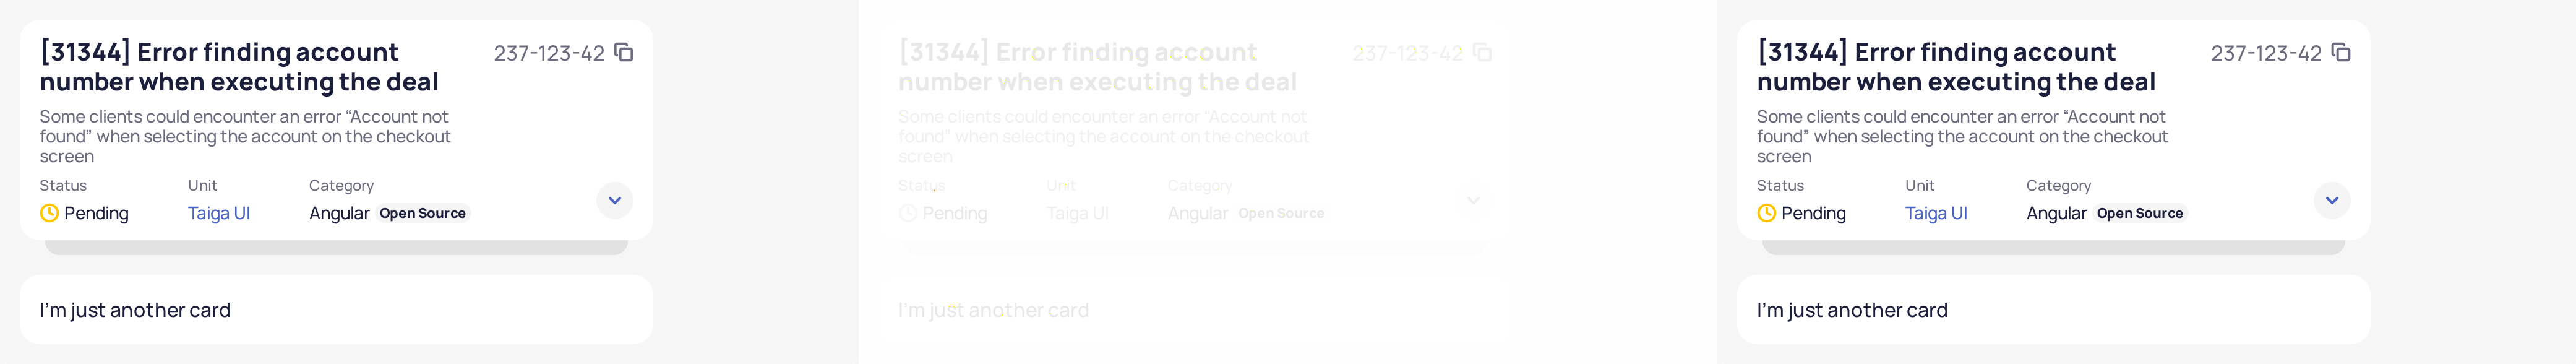 [31344] Error finding account
number when executing the deal
237-123-42
Some clients could encounter an error “Account not
found” when selecting the account on the checkout
screen
Status
Unit
Category
Pending
Taiga UI
Angular Open Source
I’m just another card
[31344] Error finding account
number when executing the deal
237-123-42
Some clients could encounter an error “Account not
found” when selecting the account on the checkout
screen
Status
Unit
Category
Pending
Taiga UI
Angular Open Source
I’m just another card
[31344] Error finding account
number when executing the deal
237-123-42
Some clients could encounter an error “Account not
found” when selecting the account on the checkout
screen
Status
Unit
Category
Pending
Taiga UI
Angular Open Source
I’m just another card